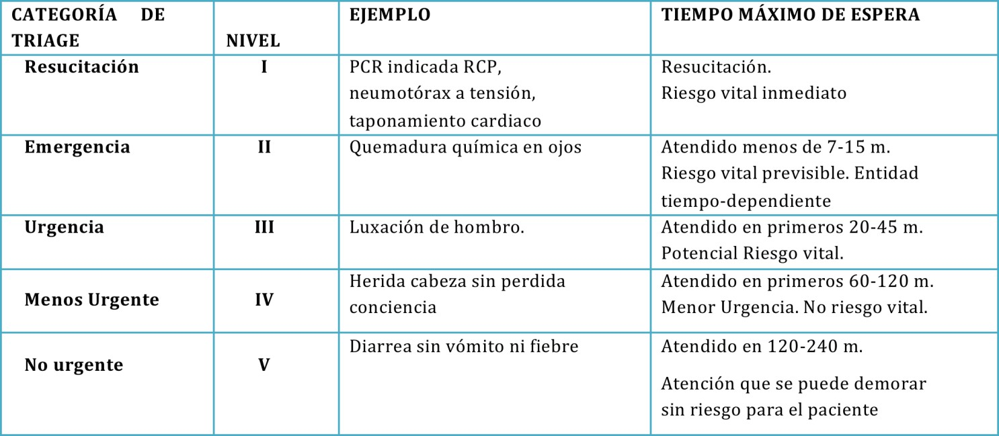 CATEGORÍA DE
TRIAGE
NIVEL
EJEMPLO
TIEMPO MÁXIMO DE ESPERA
Resucitación
I
PCR indicada RCP,
neumotórax a tensión,
taponamiento cardiaco
Resucitación.
Riesgo vital inmediato
Emergencia
II
Quemadura química en ojos
Atendido menos de 7-15 m.
Riesgo vital previsible. Entidad
tiempo-dependiente
Urgencia
III
Luxación de hombro.
Atendido en primeros 20-45 m.
Potencial Riesgo vital.
Menos Urgente
IV
Herida cabeza sin perdida
conciencia
Atendido en primeros 60-120 m.
Menor Urgencia. No riesgo vital.
No urgente
V
Diarrea sin vómito ni fiebre
Atendido en 120-240 m.
Atención que se puede demorar
sin riesgo para el paciente